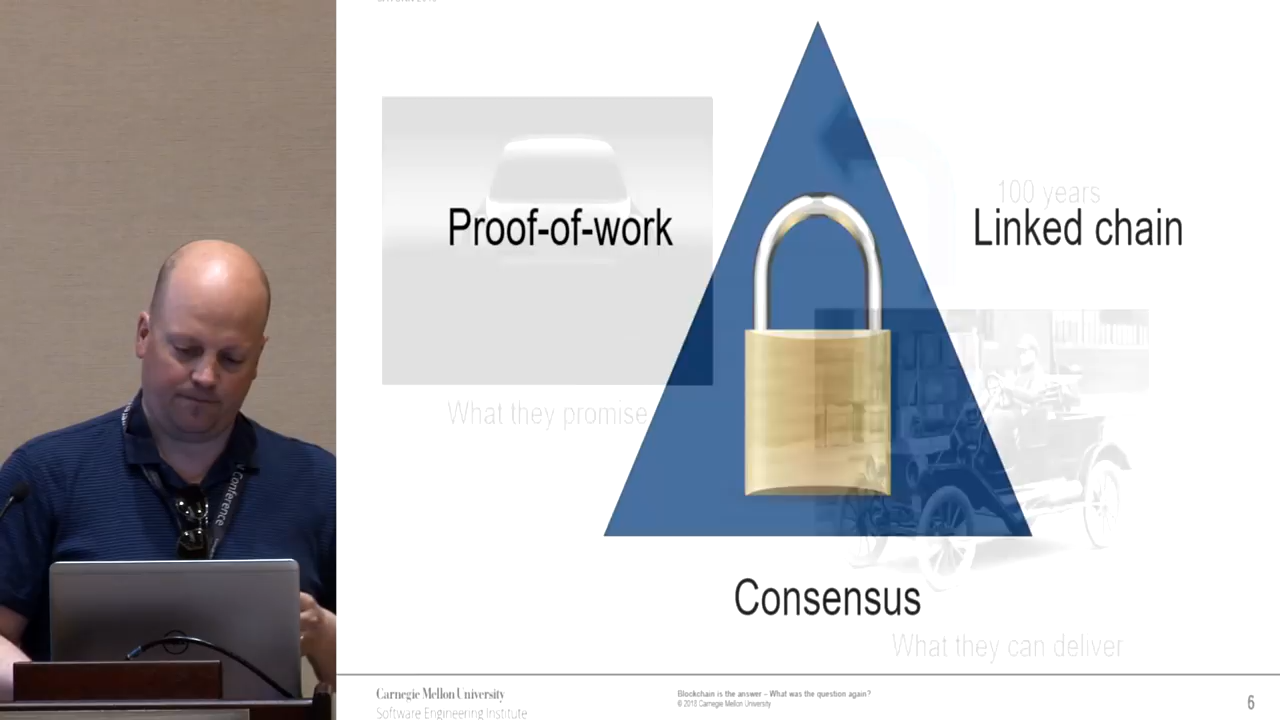 100 years
Proof-of-work
Linked chain
What they promise
Consensus
What they can deliver
Conference
Carnegie Mellon University
Software Engineering Institute
Blockchain is the answer – What was the question again?
© 2018 Carnegie Mellon University
6